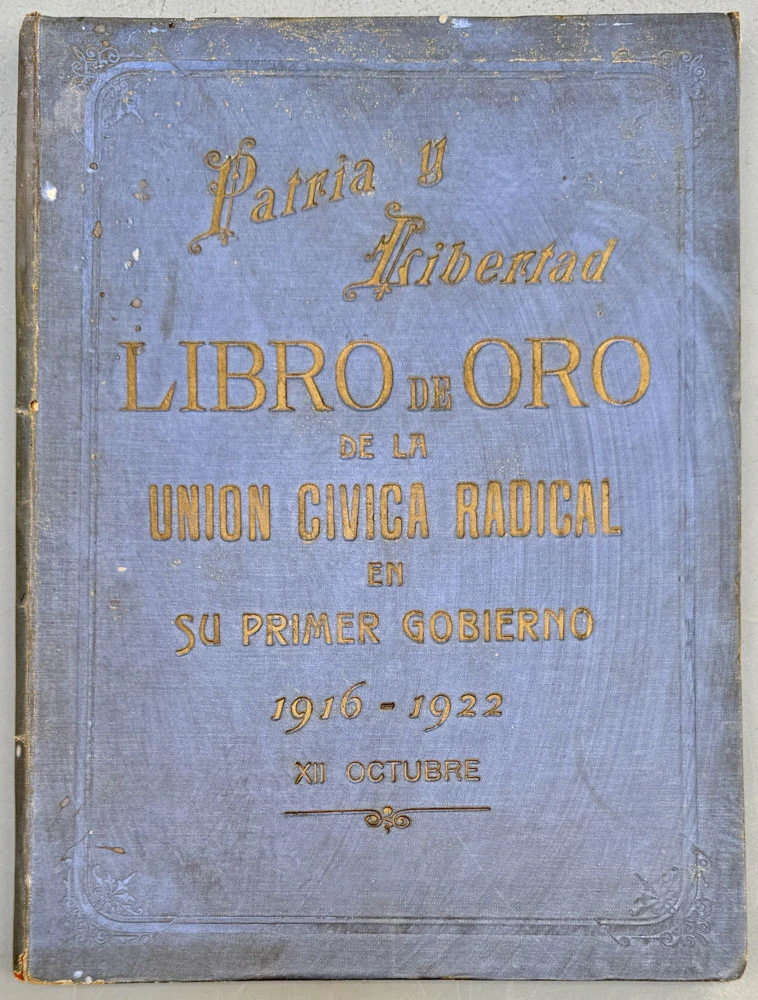 Patria y
Libertad
LIBRO DE ORO
DE LA
UNION CIVICA RADICAL
EN
SU PRIMER GOBIERNO
1916 - 1922
XII OCTUBRE